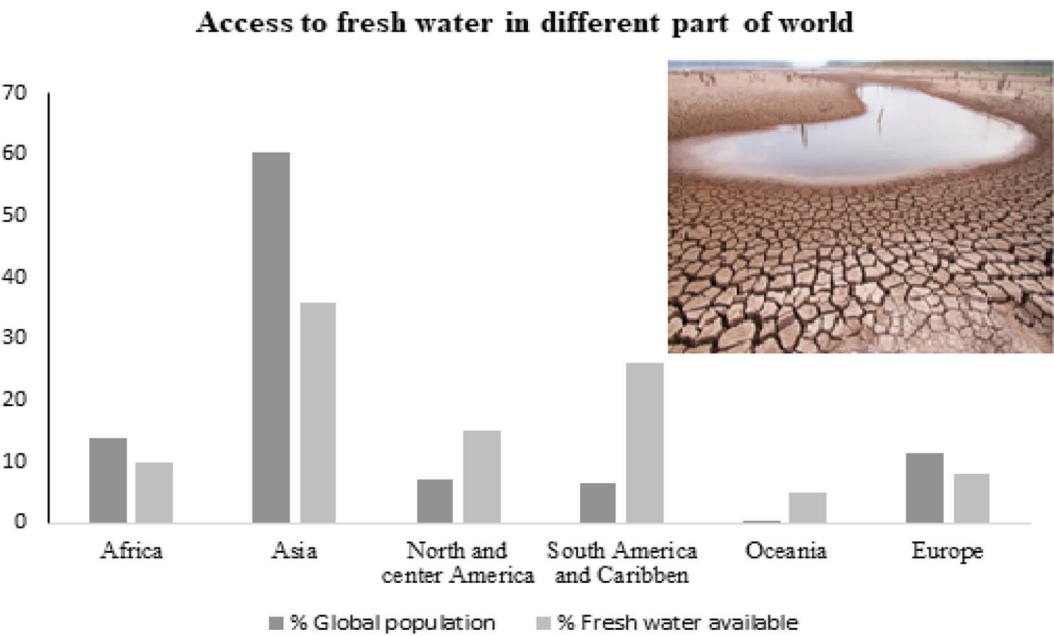 Access to fresh water in different part of world
70
60
50
40
30
20
10
0
Africa
Asia
North and
center America
South America
and Caribben
Oceania
Europe
% Global population
% Fresh water available